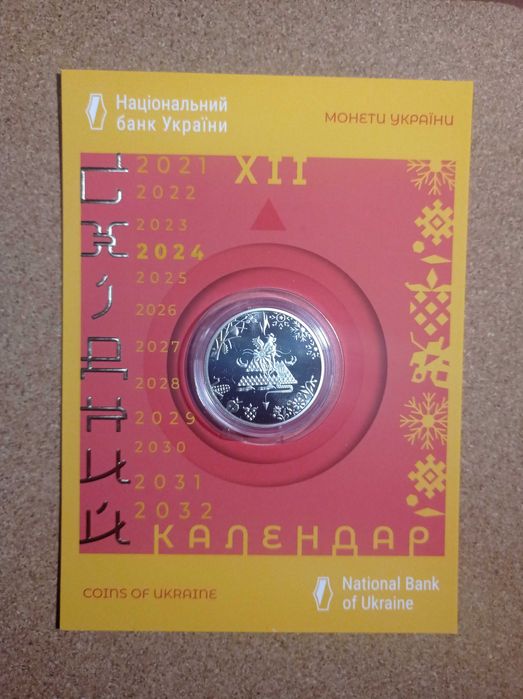 Національний
банк України
МОНЕТИ УКРАЇНИ
СХІДНИЙ
2021
XII
2022
2023
2024
2025
2026
2027
2028
2029
2030
2031
2032
КАЛЕНДАР
COINS OF UKRAINE
National Bank
of Ukraine